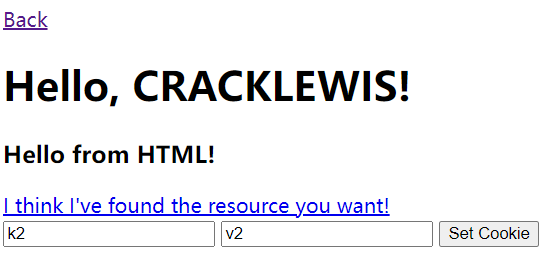 Back
Hello, CRACKLEWIS!
Hello from HTML!
I think I've found the resource you want!
k2 v2 Set Cookie